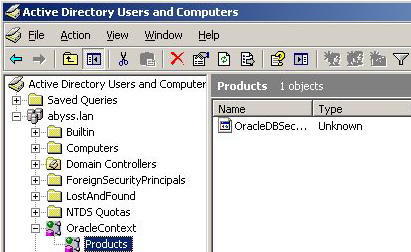 Active Directory Users and Computers
File Action View Window Help
Active Directory Users and Computer
Saved Queries
abyss.lan
Builtin
Computers
Domain Controllers
ForeignSecurityPrincipals
LostAndFound
NTDS Quotas
OracleContext
Products
Products 1 objects
Name Type
OracleDBSec... Unknown